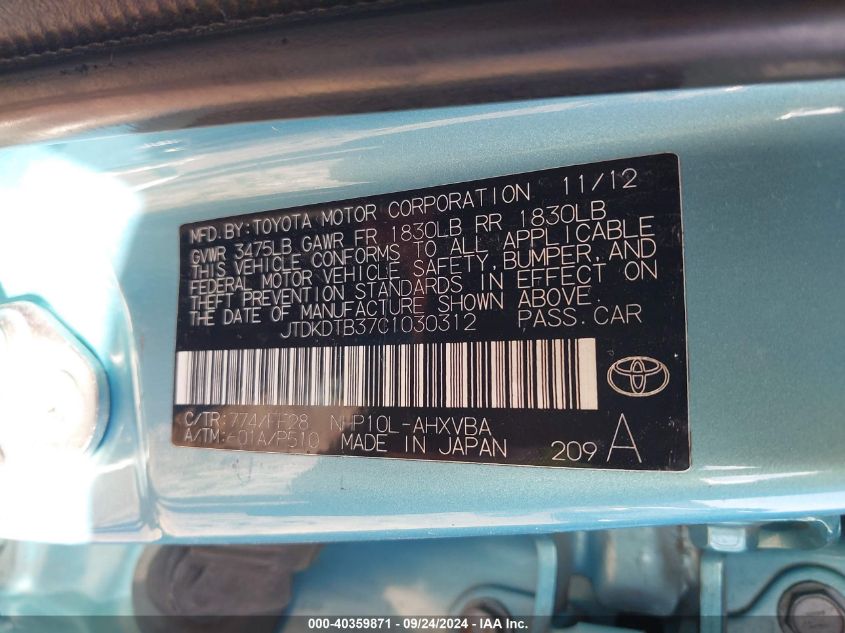 MFD. BY: TOYOTA MOTOR CORPORATION 11/12
GVWR 3475LB GAWR FR 1830LB RR 1830LB
THIS VEHICLE CONFORMS TO ALL APPLICABLE
FEDERAL MOTOR VEHICLE SAFETY, BUMPER, AND
THEFT PREVENTION STANDARDS IN EFFECT ON
THE DATE OF MANUFACTURE SHOWN ABOVE.
JTDKDTB37C1030312 PASS. CAR
C/TR: 774/FF28 NHP10L-AHXVBA
A/TM: -01A/P510 MADE IN JAPAN 209 A
000-40359871 - 09/24/2024 - IAA Inc.